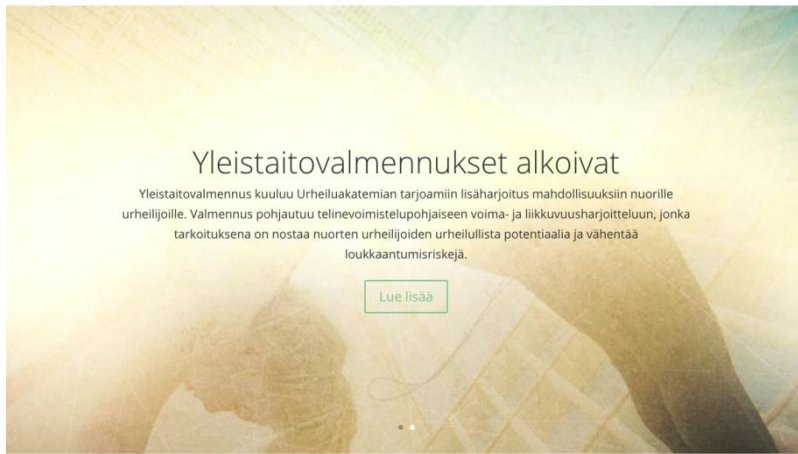 Yleistaitovalmennukset alkoivat
Yleistaitovalmennus kuuluu Urheiluakatemian tarjoamiin lisäharjoitus mahdollisuuksiin nuorille
urheilijoille. Valmennus pohjautuu telinevoimistelupohjaiseen voima- ja liikkuvuusharjoitteluun, jonka
tarkoituksena on nostaa nuorten urheilijoiden urheilullista potentiaalia ja vähentää
loukkaantumisriskejä.
Lue lisää